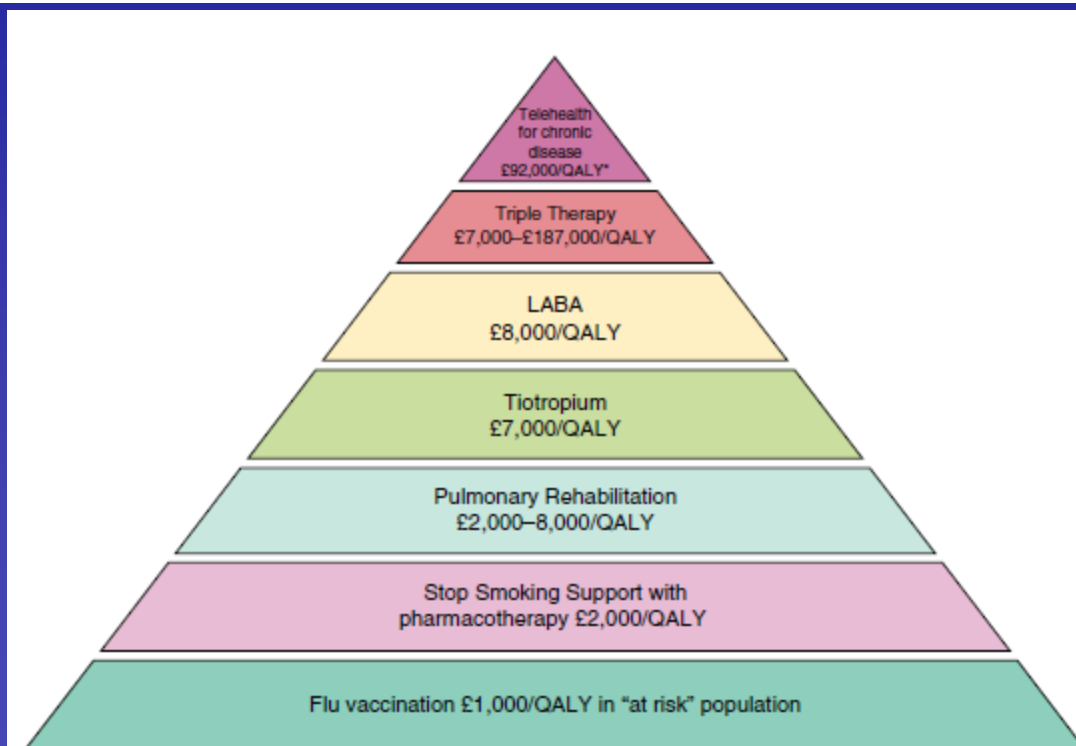 Telehealth
for chronic
disease
£92,000/QALY*
Triple Therapy
£7,000–£187,000/QALY
LABA
£8,000/QALY
Tiotropium
£7,000/QALY
Pulmonary Rehabilitation
£2,000–8,000/QALY
Stop Smoking Support with
pharmacotherapy £2,000/QALY
Flu vaccination £1,000/QALY in “at risk” population